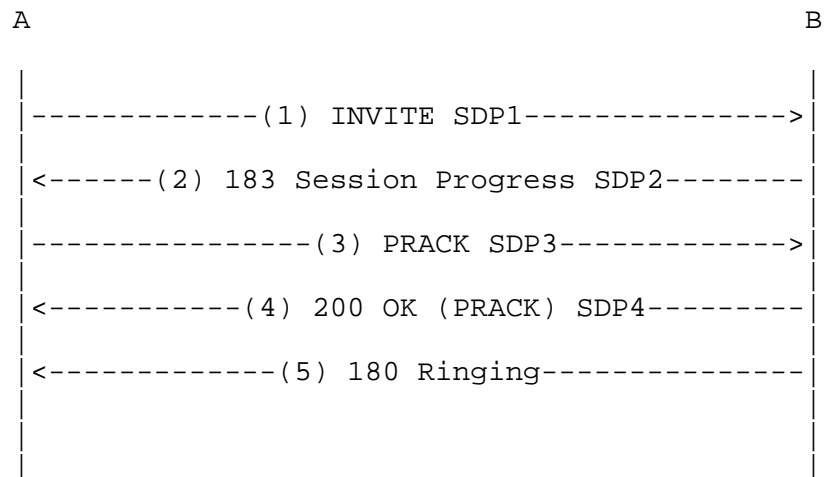 A B
|-------------(1) INVITE SDP1--------------->|
|<------(2) 183 Session Progress SDP2--------|
|----------------(3) PRACK SDP3------------->|
|<-----------(4) 200 OK (PRACK) SDP4---------|
|<-------------(5) 180 Ringing---------------|